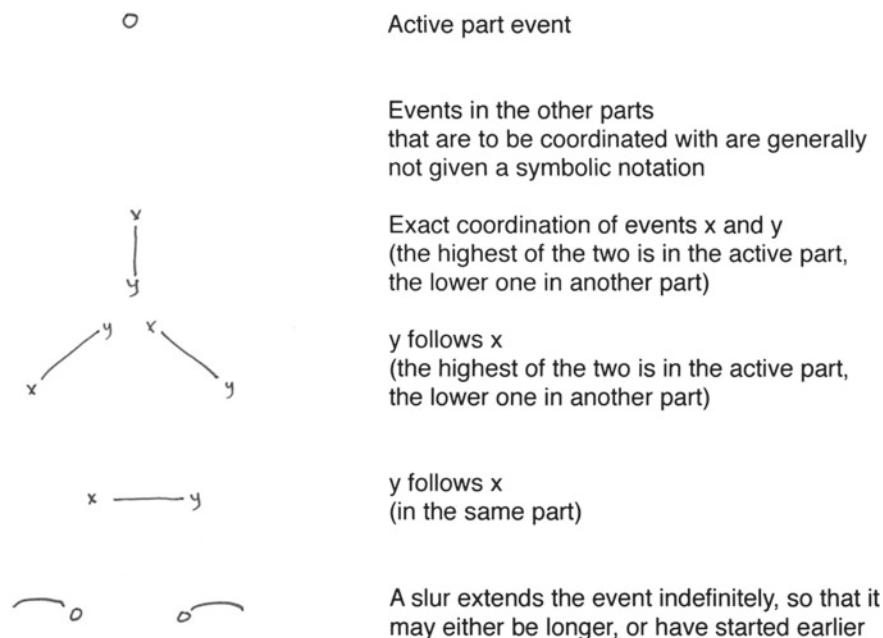 o
Active part event
Events in the other parts
that are to be coordinated with are generally
not given a symbolic notation
x
y
Exact coordination of events x and y
(the highest of the two is in the active part,
the lower one in another part)
y x
x y
y follows x
(the highest of the two is in the active part,
the lower one in another part)
x y
y follows x
(in the same part)
o o
A slur extends the event indefinitely, so that it
may either be longer, or have started earlier